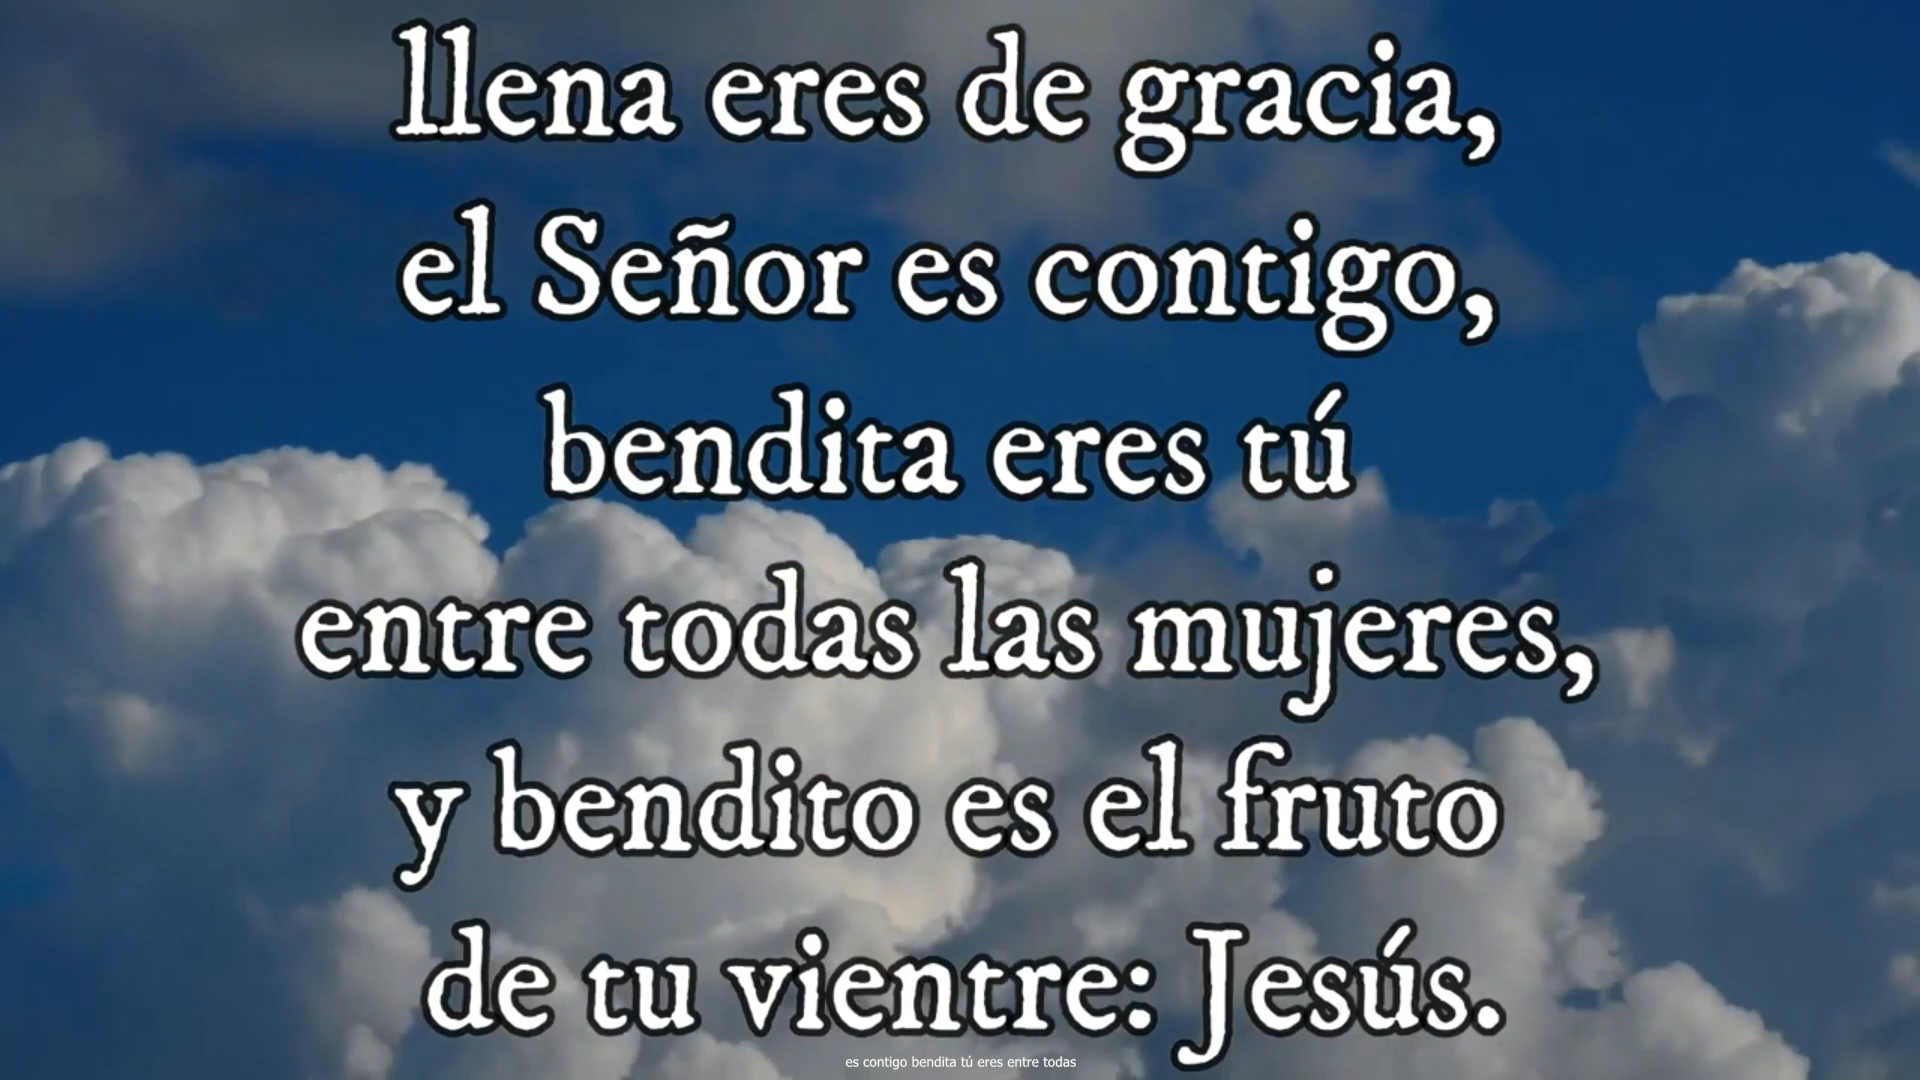 llena eres de gracia,
el Señor es contigo,
bendita eres tú
entre todas las mujeres,
y bendito es el fruto
de tu vientre: Jesús.
es contigo bendita tú eres entre todas